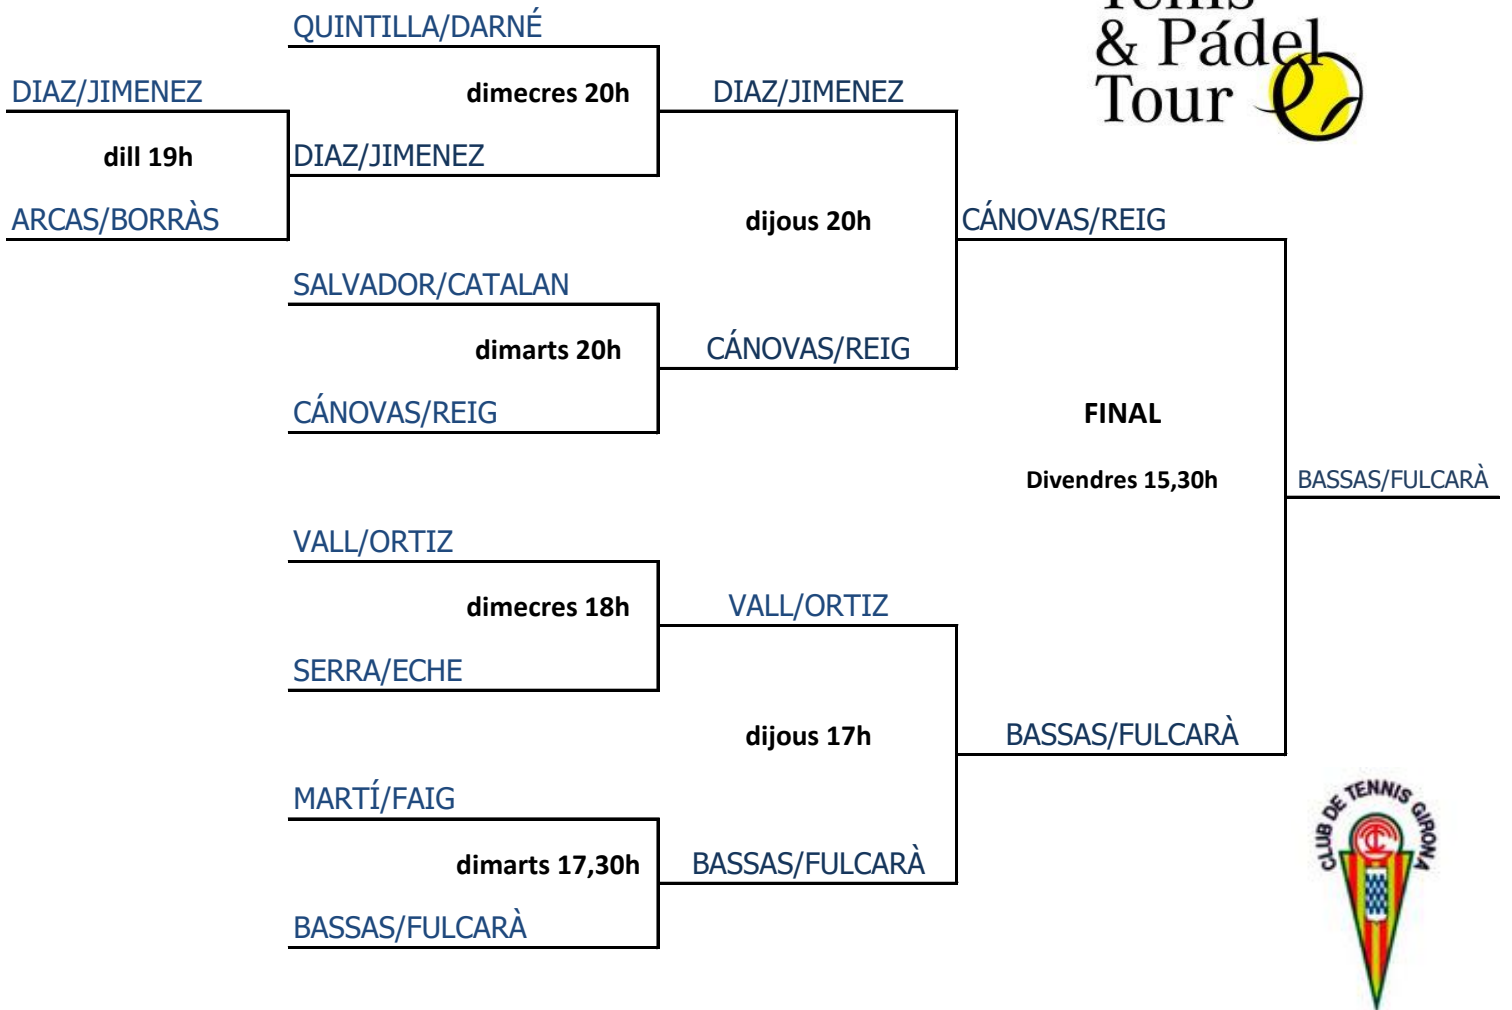 Tenis
& Pádel
Tour
QUINTILLA/DARNÉ
DIAZ/JIMENEZ
dimecres 20h
DIAZ/JIMENEZ
dill 19h
DIAZ/JIMENEZ
ARCAS/BORRÀS
dijous 20h
CÁNOVAS/REIG
SALVADOR/CATALAN
dimarts 20h
CÁNOVAS/REIG
CÁNOVAS/REIG
FINAL
Divendres 15,30h
BASSAS/FULCARÀ
VALL/ORTIZ
dimecres 18h
VALL/ORTIZ
SERRA/ECHE
dijous 17h
BASSAS/FULCARÀ
MARTÍ/FAIG
dimarts 17,30h
BASSAS/FULCARÀ
BASSAS/FULCARÀ
CLUB DE TENNIS GIRONA